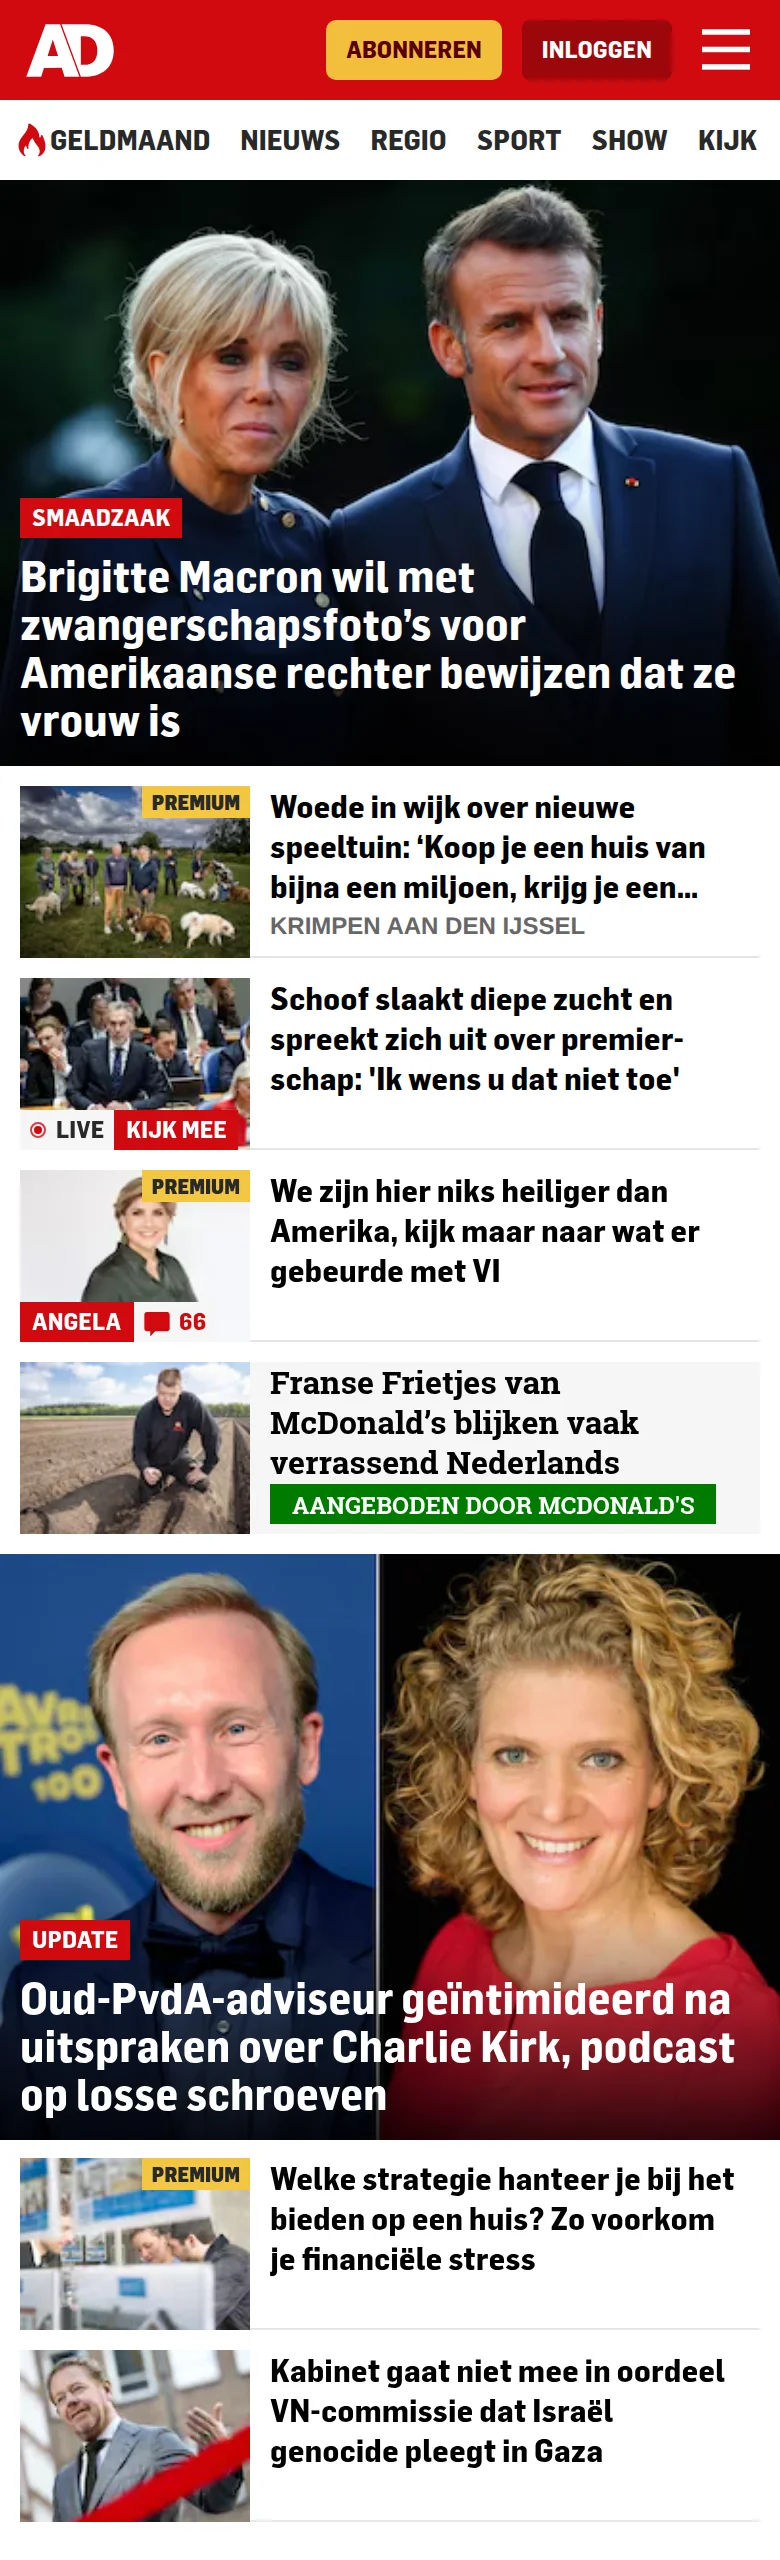 AD
ABONNEREN
INLOGGEN
GELDMAAND NIEUWS REGIO SPORT SHOW KIJK
SMAADZAAK
Brigitte Macron wil met
zwangerschapsfoto’s voor
Amerikaanse rechter bewijzen dat ze
vrouw is
PREMIUM
Woede in wijk over nieuwe
speeltuin: ‘Koop je een huis van
bijna een miljoen, krijg je een...
KRIMPEN AAN DEN IJSSEL
Schoof slaakt diepe zucht en
spreekt zich uit over premier-
schap: 'Ik wens u dat niet toe'
LIVE KIJK MEE
PREMIUM
We zijn hier niks heiliger dan
Amerika, kijk maar naar wat er
gebeurde met VI
ANGELA 66
Franse Frietjes van
McDonald’s blijken vaak
verrassend Nederlands
AANGEBODEN DOOR MCDONALD'S
AVRO
TROS
100
UPDATE
Oud-PvdA-adviseur geïntimideerd na
uitspraken over Charlie Kirk, podcast
op losse schroeven
PREMIUM
Welke strategie hanteer je bij het
bieden op een huis? Zo voorkom
je financiële stress
Kabinet gaat niet mee in oordeel
VN-commissie dat Israël
genocide pleegt in Gaza